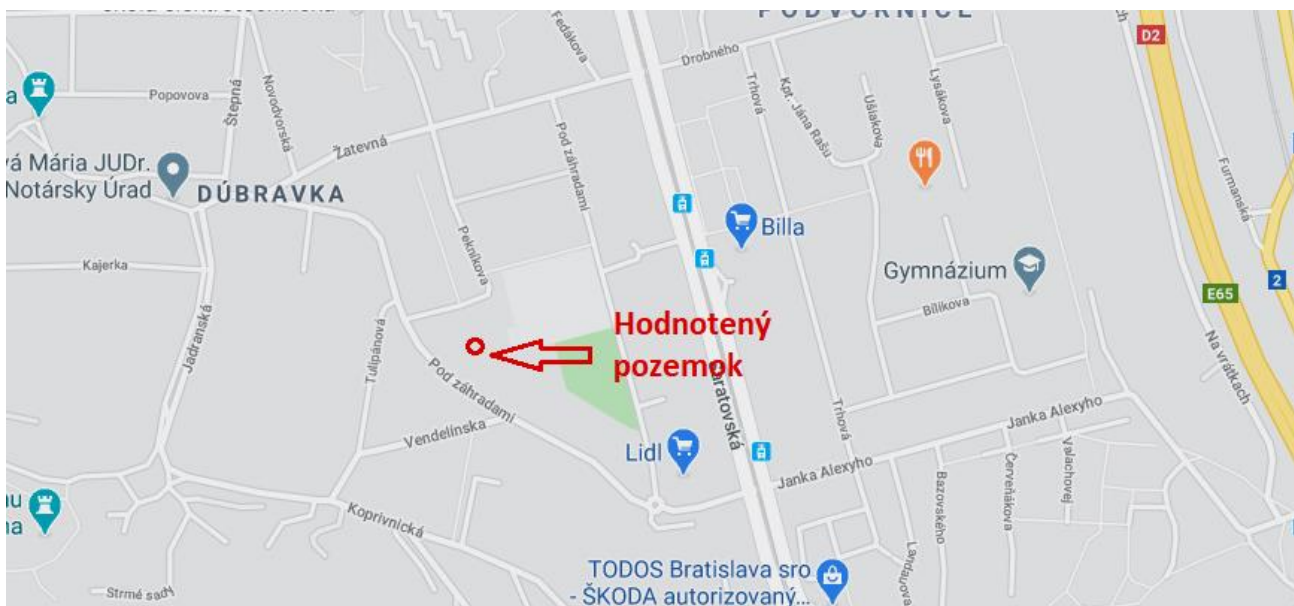 PODVORNICE
D2
Fedákova
Drobného
Popovova
Štepná
Novodvorská
Trhová
Kpt. Jána Rašu
Ušiakova
Lysákova
Žatevná
Pod záhradami
vá Mária JUDr.
Notársky Úrad
DÚBRAVKA
Furmanská
Billa
Pekníkova
Kajerka
Gymnázium
E65
2
Bilíkova
Jadranská
Tulipánová
Hodnotený
pozemok
Na vrátkach
Pod záhradami
Vendelínska
Lidl
Trhová
Janka Alexyho
Janka Alexyho
Valachovej
Červeňákova
Bazovského
Koprivnická
Landauova
TODOS Bratislava sro
- ŠKODA autorizovaný...
Strmé sady